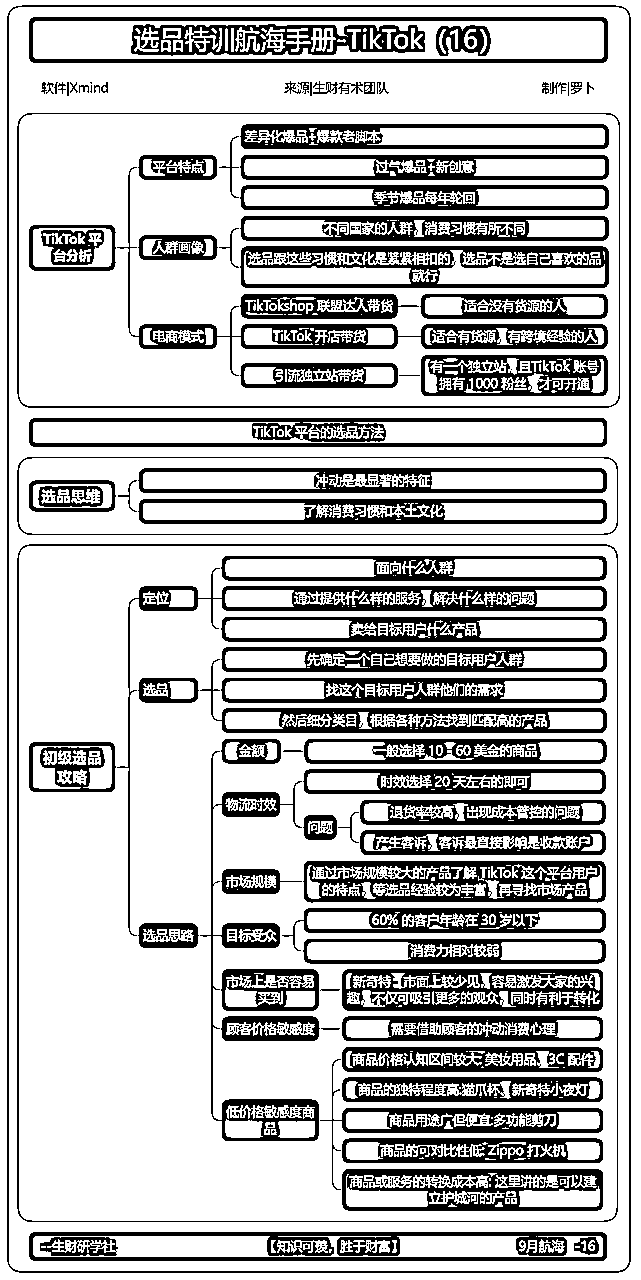 选品特训航海手册-TikTok（16）
软件|Xmind 来源|生财有术团队 制作|罗卜
TikTok 平
台分析
平台特点
差异化爆品+爆款老脚本
过气爆品+新创意
季节爆品每年轮回
人群画像
不同国家的人群，消费习惯有所不同
选品跟这些习惯和文化是紧紧相扣的，选品不是选自己喜欢的品
就行
电商模式
TikTokshop 联盟达人带货
适合没有货源的人
TikTok 开店带货
适合有货源，有跨境经验的人
引流独立站带货
有一个独立站，且TikTok 账号
拥有 1000 粉丝，才可开通
TikTok 平台的选品方法
选品思维
冲动是最显著的特征
了解消费习惯和本土文化
初级选品
攻略
定位
面向什么人群
通过提供什么样的服务，解决什么样的问题
卖给目标用户什么产品
选品
先确定一个自己想要做的目标用户人群
找这个目标用户人群他们的需求
然后细分类目，根据各种方法找到匹配高的产品
选品思路
金额
一般选择 10 - 60 美金的商品
物流时效
时效选择 20 天左右的即可
问题
退货率较高，出现成本管控的问题
产生客诉，客诉最直接影响是收款账户
市场规模
通过市场规模较大的产品了解 TikTok 这个平台用户
的特点，等选品经验较为丰富，再寻找市场产品
目标受众
60% 的客户年龄在 30 岁以下
消费力相对较弱
市场上是否容易
买到
新奇特--市面上较少见，容易激发大家的兴
趣，不仅可吸引更多的观众，同时有利于转化
顾客价格敏感度
需要借助顾客的冲动消费心理
低价格敏感度商
品
商品价格认知区间较大: 美妆用品、3C 配件
商品的独特程度高:猫爪杯、新奇特小夜灯
商品用途广但便宜:多功能剪刀
商品的可对比性低: Zippo 打火机
商品或服务的转换成本高: 这里讲的是可以建
立护城河的产品
—生财研学社 【知识可羡，胜于财富】 9月航海 -16